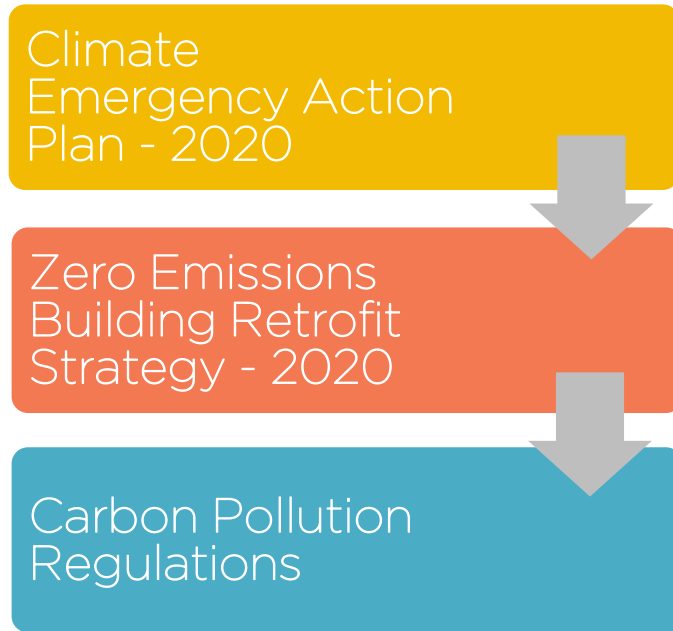 Climate
Emergency Action
Plan - 2020
Zero Emissions
Building Retrofit
Strategy - 2020
Carbon Pollution
Regulations